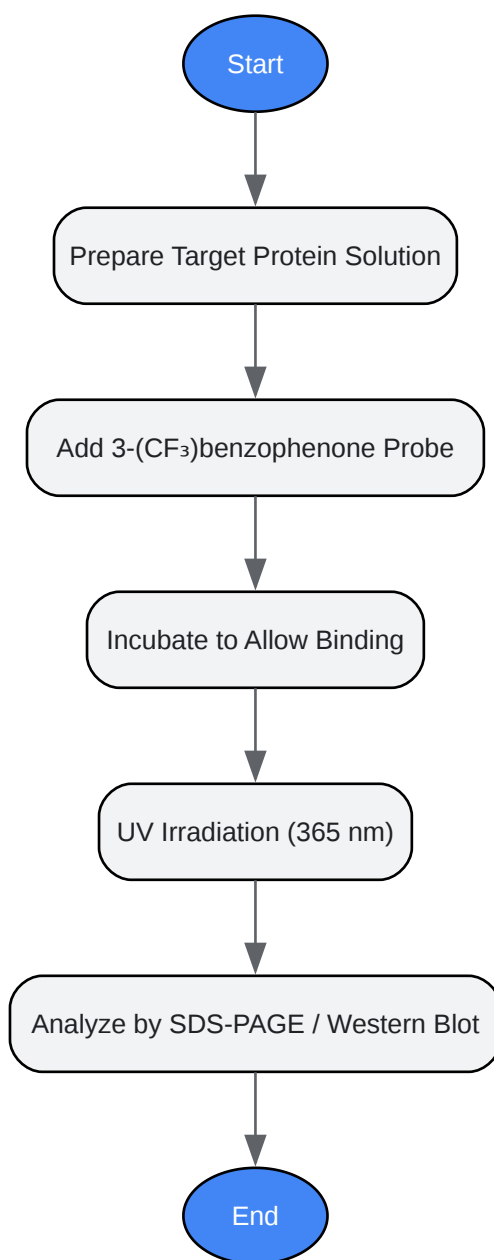 Start
Prepare Target Protein Solution
Add 3-(CF₃)benzophenone Probe
Incubate to Allow Binding
UV Irradiation (365 nm)
Analyze by SDS-PAGE / Western Blot
End